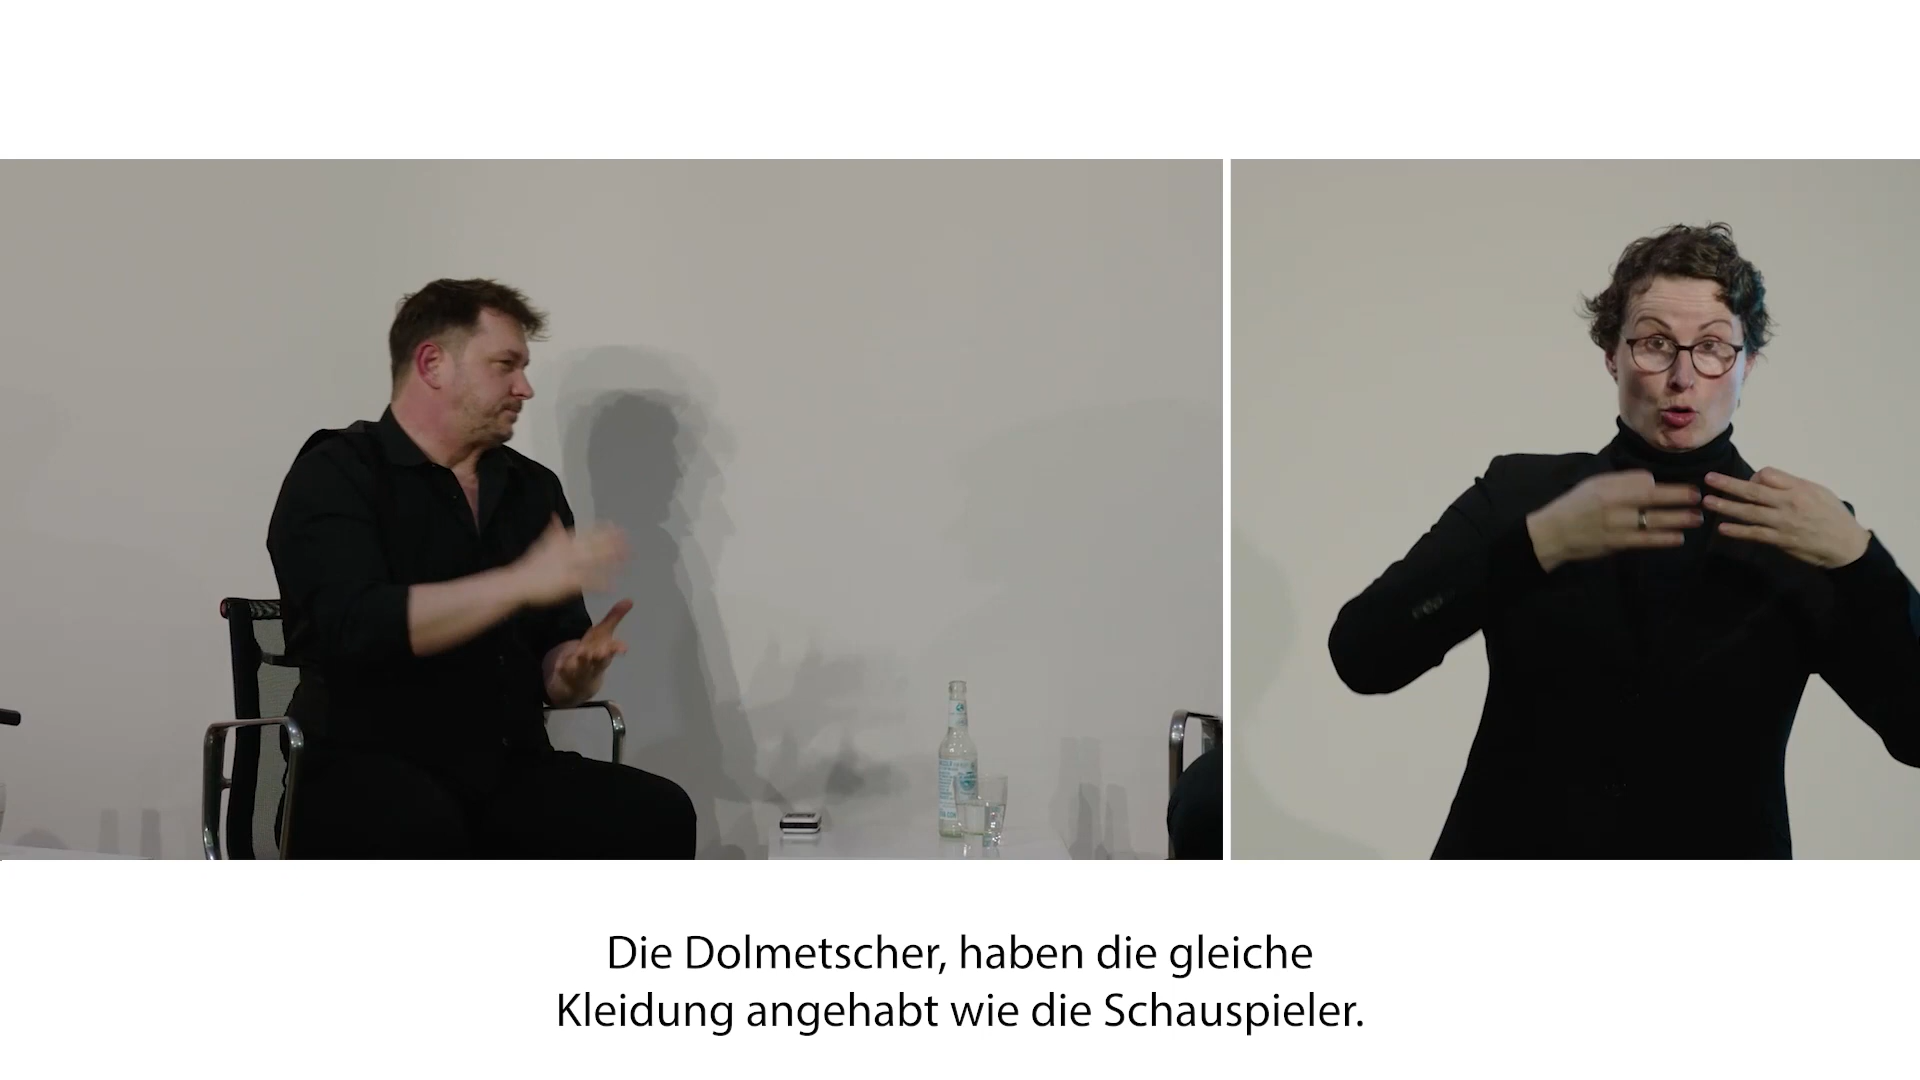 Die Dolmetscher, haben die gleiche
Kleidung angehabt wie die Schauspieler.